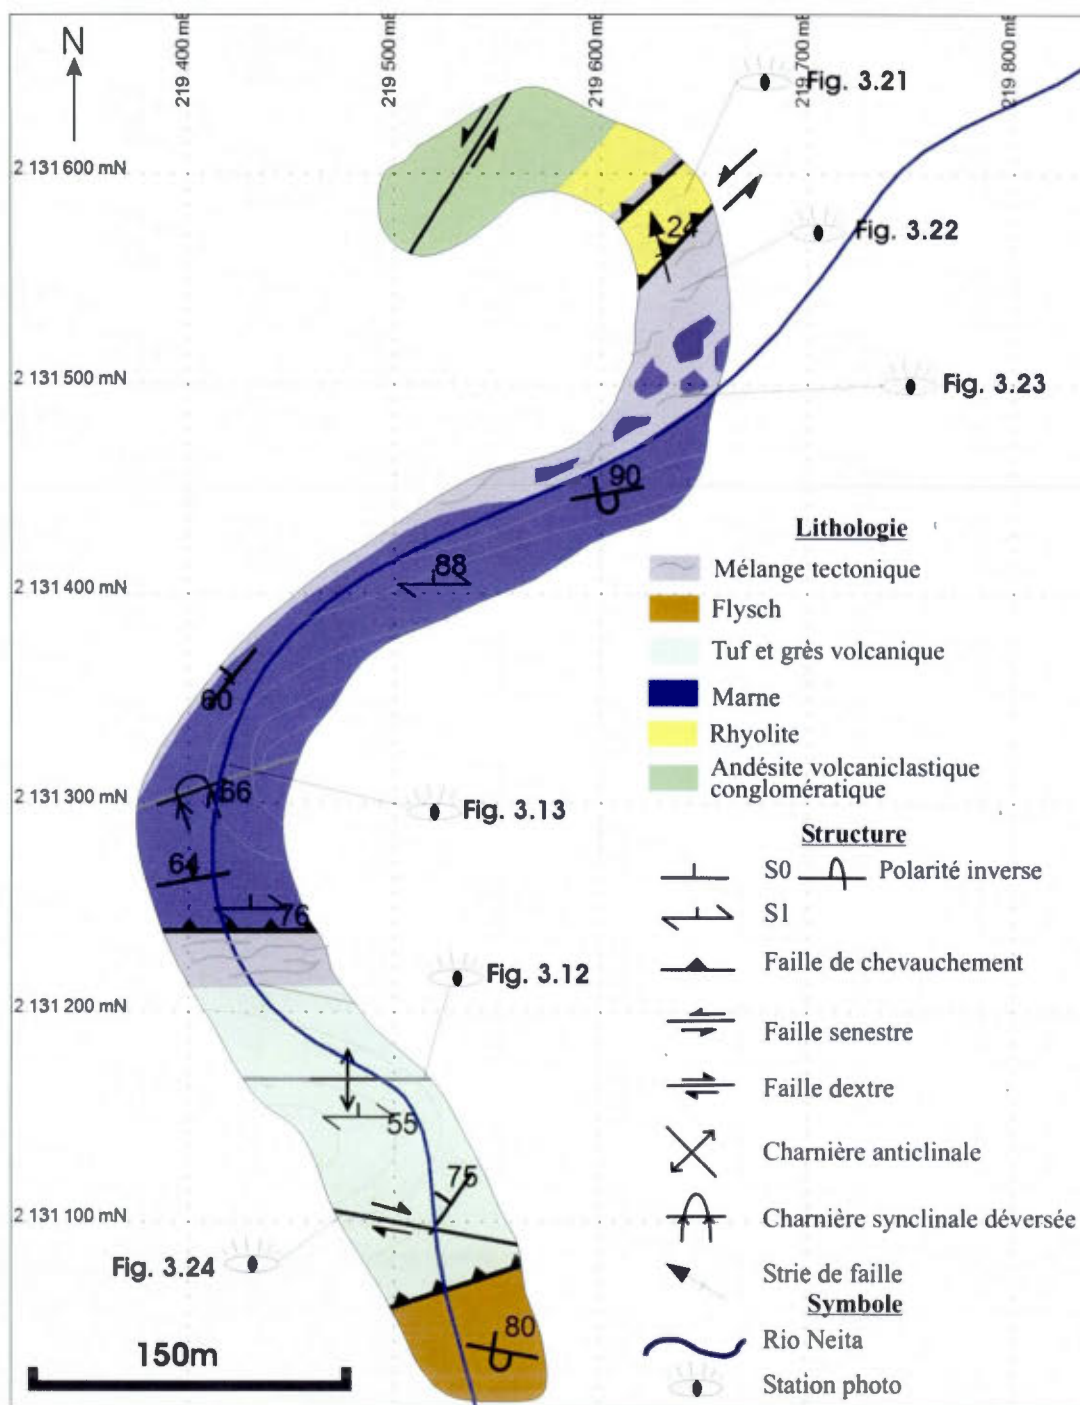 N
219 400 mE
219 500 mE
219 600 mE
219 700 mE
219 800 mE
Fig. 3.21
2 131 600 mN
24
Fig. 3.22
2 131 500 mN
Fig. 3.23
90
Lithologie
88
Mélange tectonique
2 131 400 mN
Flysch
Tuf et grès volcanique
60
Marne
Rhyolite
Andésite volcaniclastique
conglomératique
66
2 131 300 mN
Fig. 3.13
Structure
64
S0
Polarité inverse
76
S1
Fig. 3.12
Faille de chevauchement
2 131 200 mN
Faille senestre
Faille dextre
55
Charnière anticlinale
75
2 131 100 mN
Charnière synclinale déversée
Fig. 3.24
Strie de faille
Symbole
80
Rio Neita
150m
Station photo